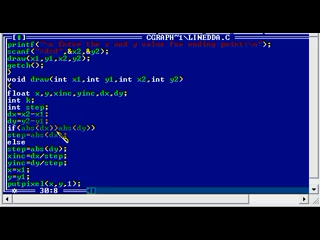 CGRAPH~1\LINEDDA.C
printf("\n Enter the x and y value for ending point:\n");
scanf("%d%d",&x2,&y2);
draw(x1,y1,x2,y2);
getch();
}
void draw(int x1,int y1,int x2,int y2)
{
float x,y,xinc,yinc,dx,dy;
int k;
int step;
dx=x2-x1;
dy=y2-y1;
if(abs(dx))abs(dy))
step=abs(dx);
else
step=abs(dy);
xinc=dx/step;
yinc=dy/step;
x=x1;
y=y1;
putpixel(x,y,1);
30:8